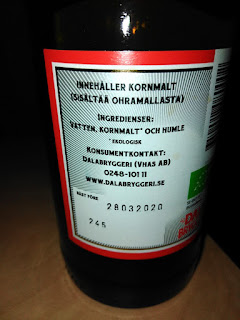 INNEHÅLLER KORNMALT
(SISÄLTÄÄ OHRAMALLASTA)
INGREDIENSER:
VATTEN, KORNMALT* OCH HUMLE
*EKOLOGISK
KONSUMENTKONTAKT:
DALABRYGGERI (VHAS AB)
0248-101 11
WWW.DALABRYGGERI.SE
BÄST FÖRE
28032020
245